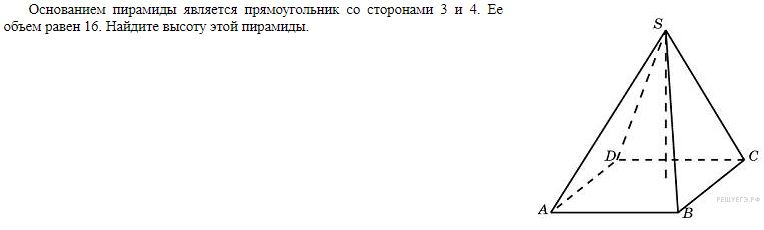 Основанием пирамиды является прямоугольник со сторонами 3 и 4. Ее
объем равен 16. Найдите высоту этой пирамиды.
S
D
C
A
B
РЕШУЕГЭ.РФ